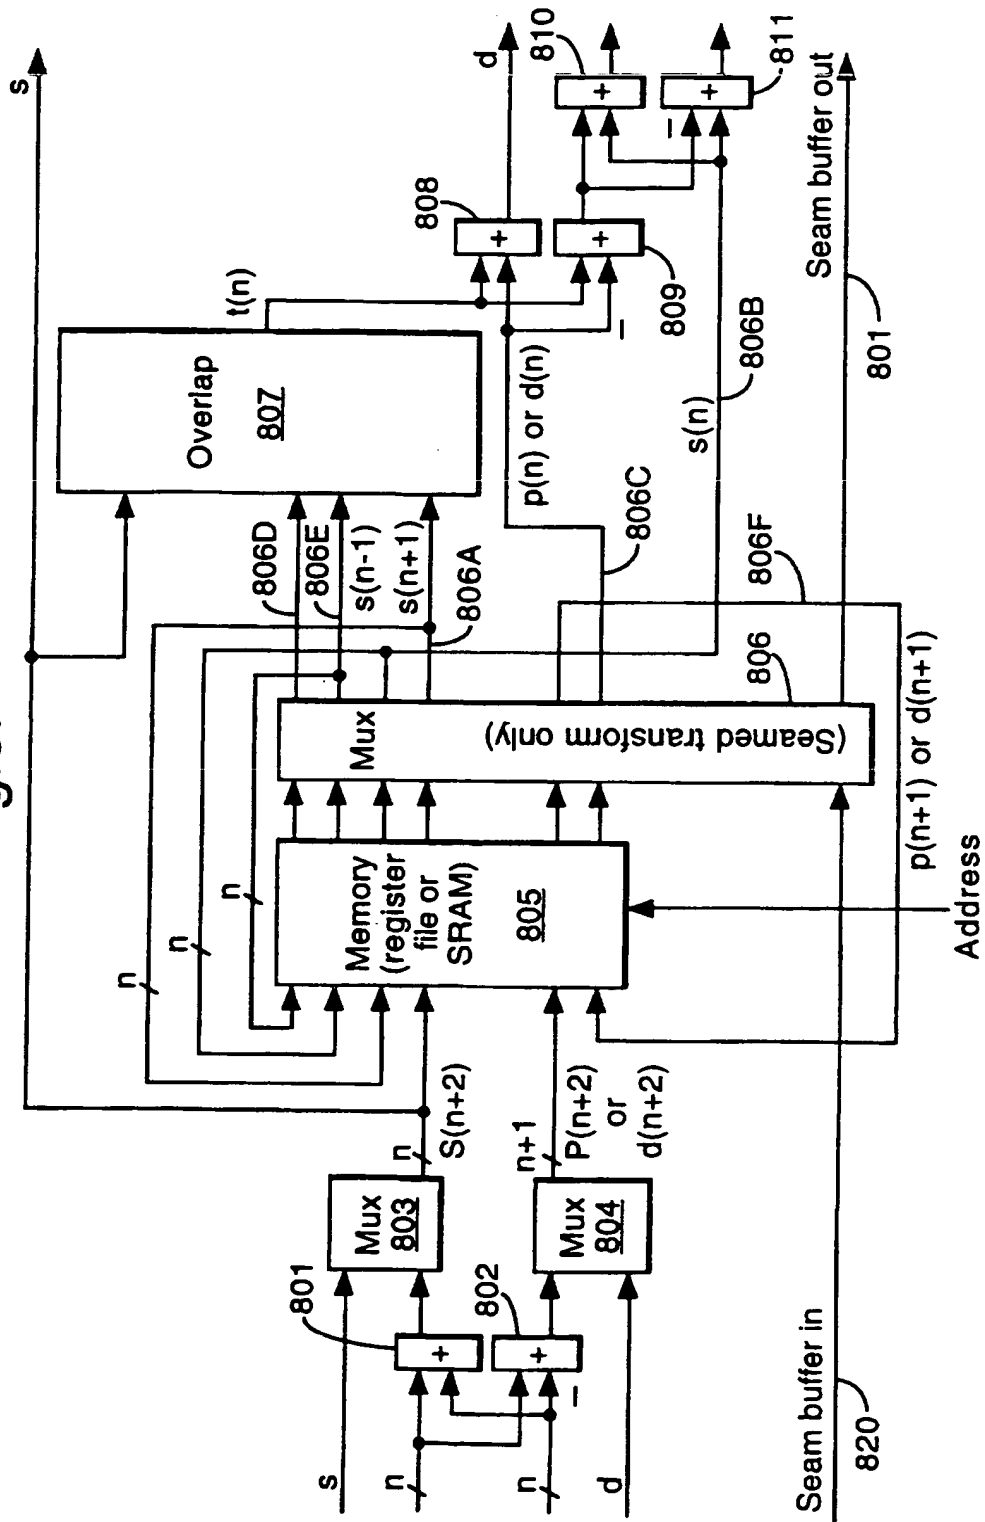 s
s
n
n
d
801
+
802
+
−
Mux
803
Mux
804
n
S(n+2)
n+1
P(n+2)
or
d(n+2)
n
n
n
Memory
(register
file or
SRAM)
805
Address
Mux
(Seamed transform only)
806
806D
806E
s(n-1)
s(n+1)
806A
Overlap
807
t(n)
p(n) or d(n)
806C
s(n)
806B
806F
p(n+1) or d(n+1)
808
+
d
−
+
809
810
+
−
+
811
Seam buffer in
820
Seam buffer out
801